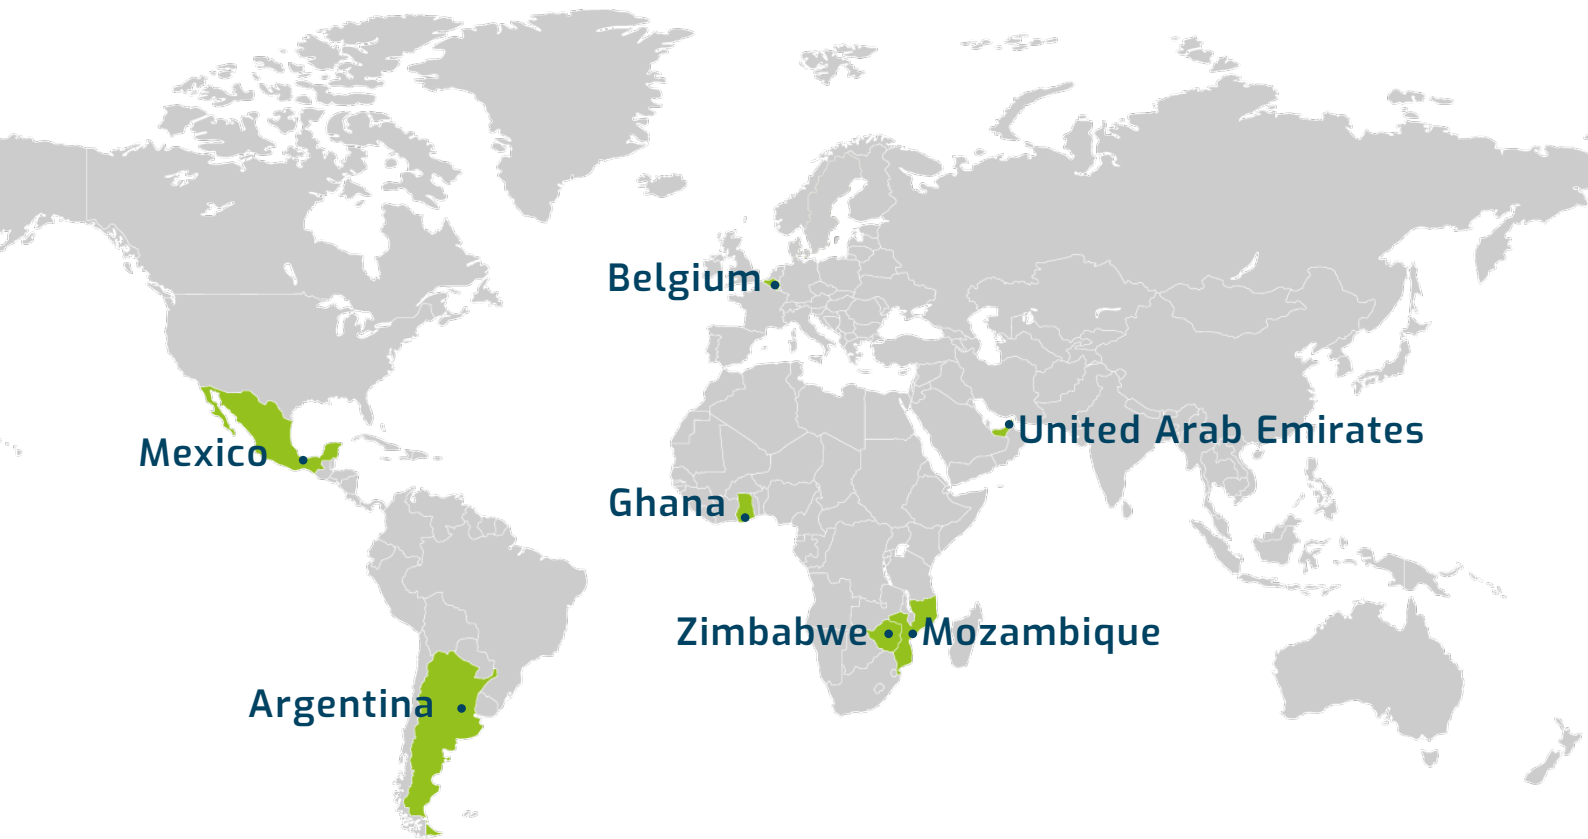 Belgium
United Arab Emirates
Mexico
Ghana
Zimbabwe
Mozambique
Argentina